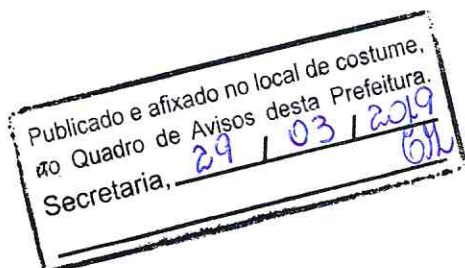 Publicado e afixado no local de costume,
ao Quadro de Avisos desta Prefeitura.
Secretaria, 29 / 03 / 2019